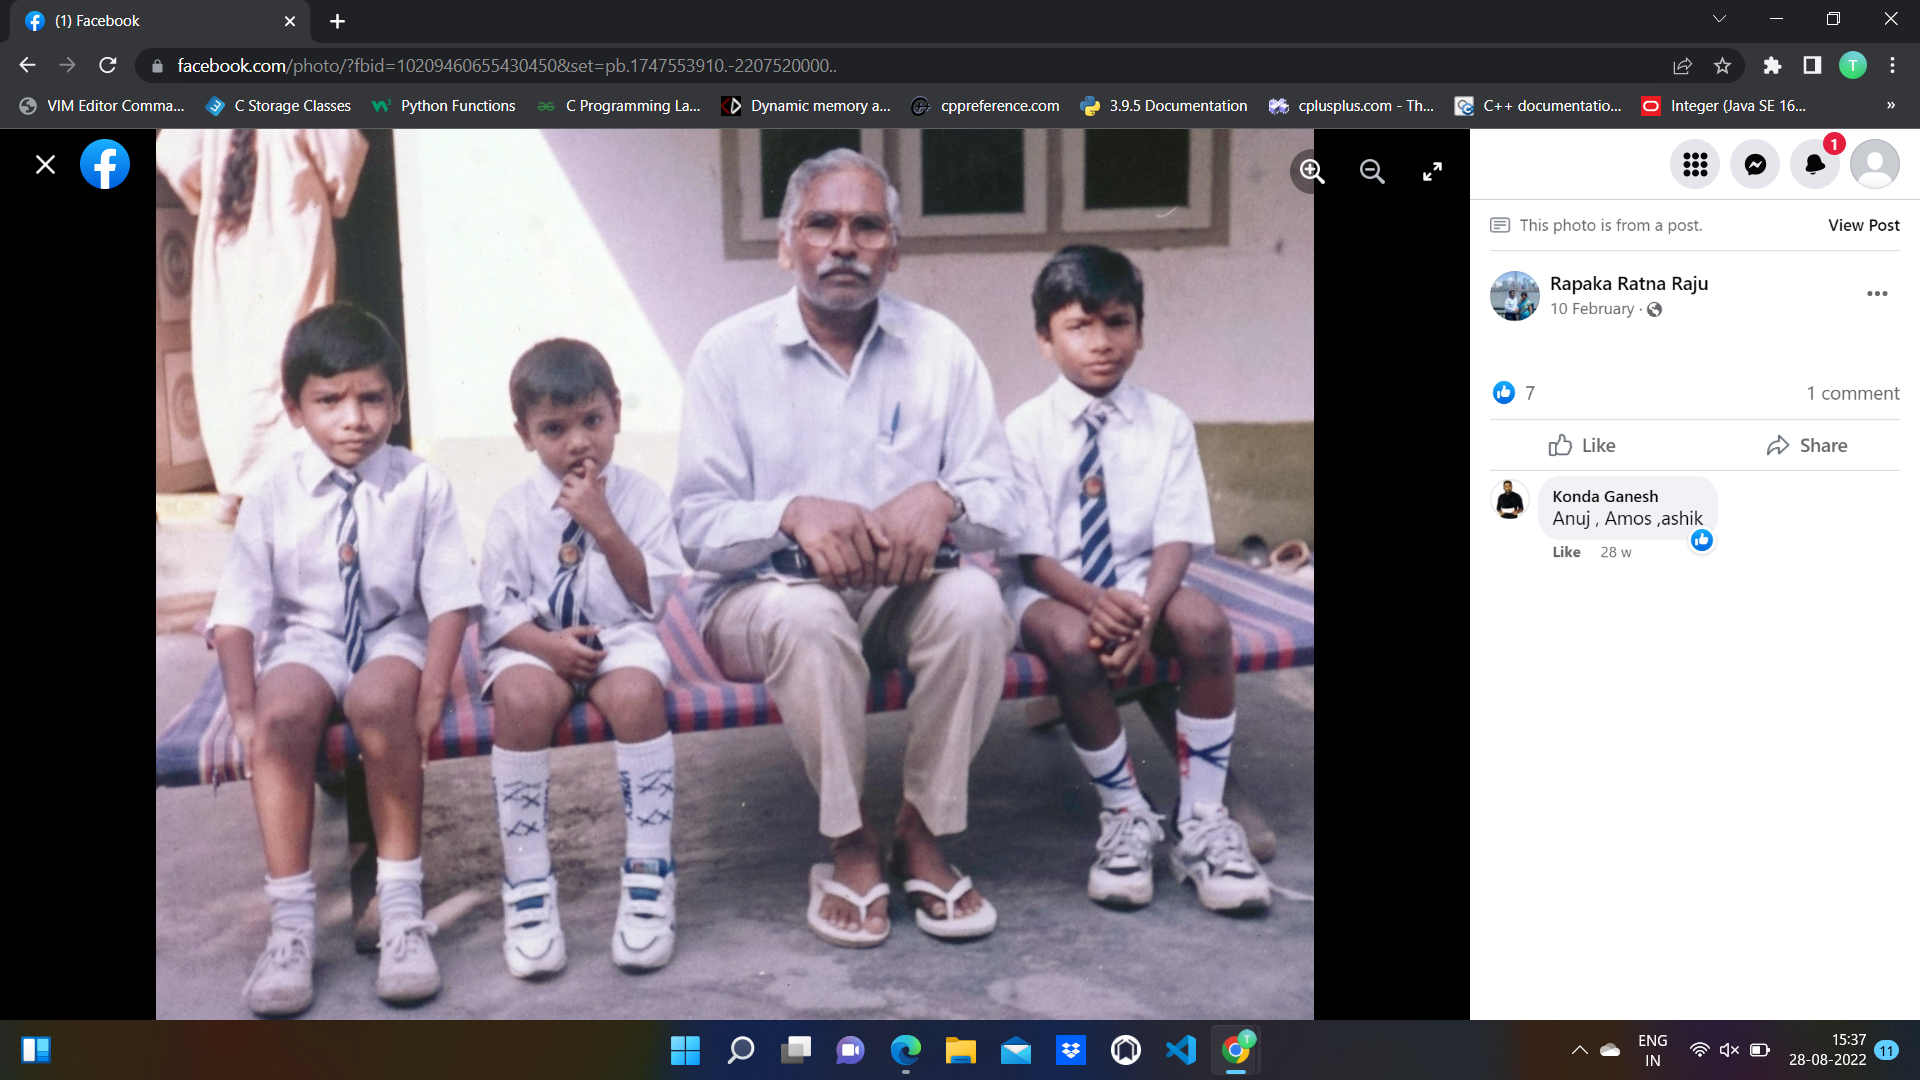 (1) Facebook
facebook.com/photo/?fbid=10209460655430450&set=pb.1747553910.-2207520000..
T
VIM Editor Comma...
C Storage Classes
Python Functions
C Programming La...
Dynamic memory a...
cppreference.com
3.9.5 Documentation
cplusplus.com - Th...
C++ documentatio...
Integer (Java SE 16...
»
1
This photo is from a post.
View Post
Rapaka Ratna Raju
10 February ·
7
1 comment
Like
Share
Konda Ganesh
Anuj , Amos ,ashik
Like 28 w
ENG
IN
15:37
28-08-2022
11